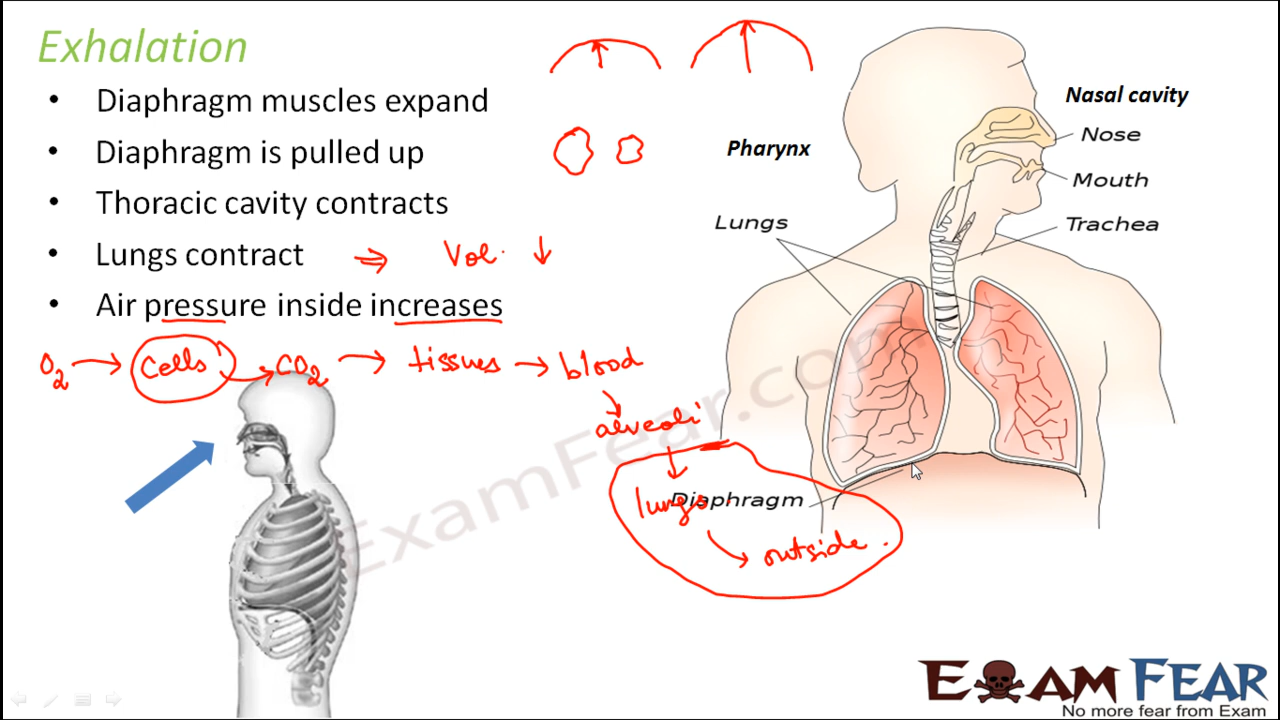 Exhalation
• Diaphragm muscles expand
• Diaphragm is pulled up
• Thoracic cavity contracts
• Lungs contract ⇒ Vol. ↓
• Air pressure inside increases
O₂ → Cells → CO₂ → tissues → blood
→ alveoli
→ lungs
→ outside.
Nasal cavity
Nose
Pharynx
Mouth
Lungs
Trachea
Diaphragm
ExamFear.com
EXAM FEAR
No more fear from Exam